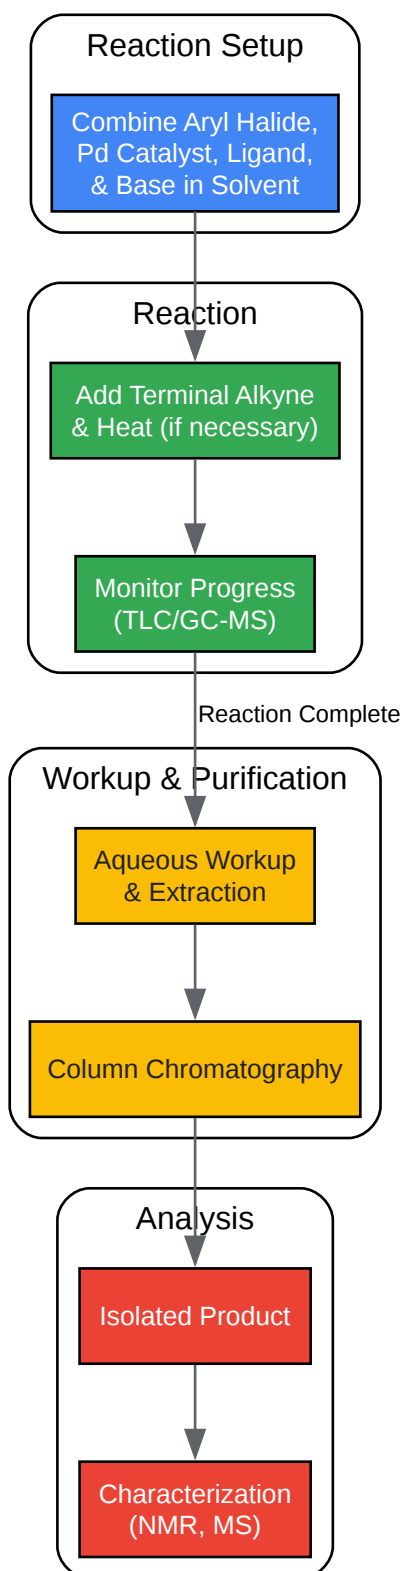 Reaction Setup
Combine Aryl Halide,
Pd Catalyst, Ligand,
& Base in Solvent
Reaction
Add Terminal Alkyne
& Heat (if necessary)
Monitor Progress
(TLC/GC-MS)
Reaction Complete
Workup & Purification
Aqueous Workup
& Extraction
Column Chromatography
Analysis
Isolated Product
Characterization
(NMR, MS)